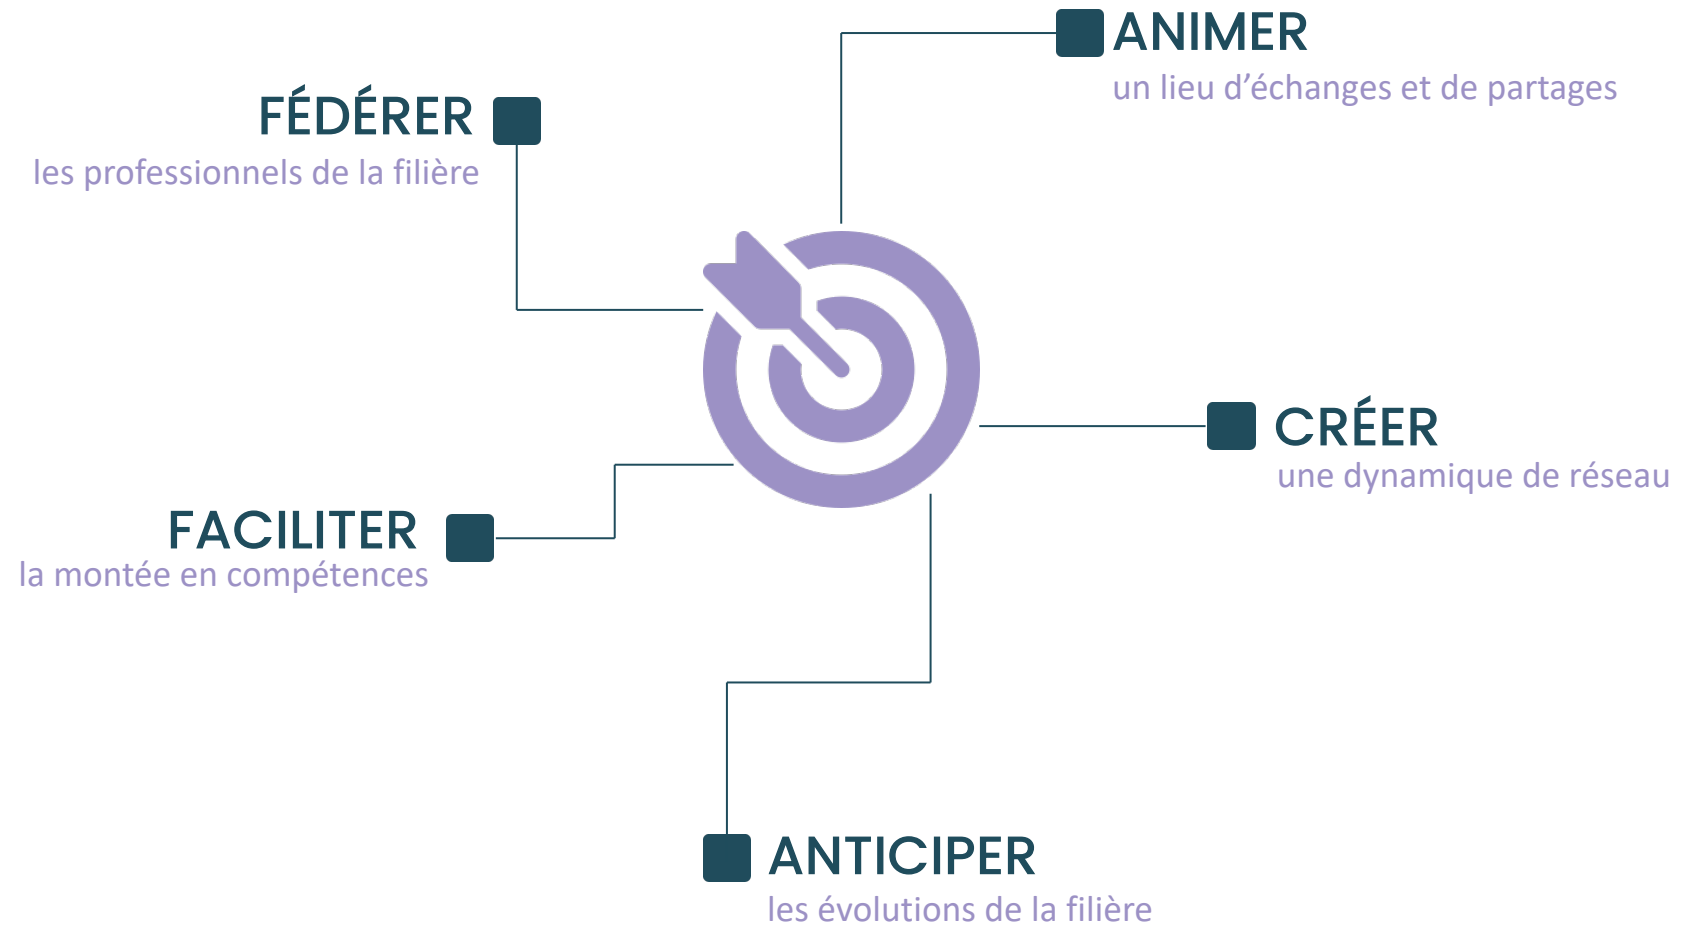 ANIMER
un lieu d’échanges et de partages
FÉDÉRER
les professionnels de la filière
CRÉER
une dynamique de réseau
FACILITER
la montée en compétences
ANTICIPER
les évolutions de la filière